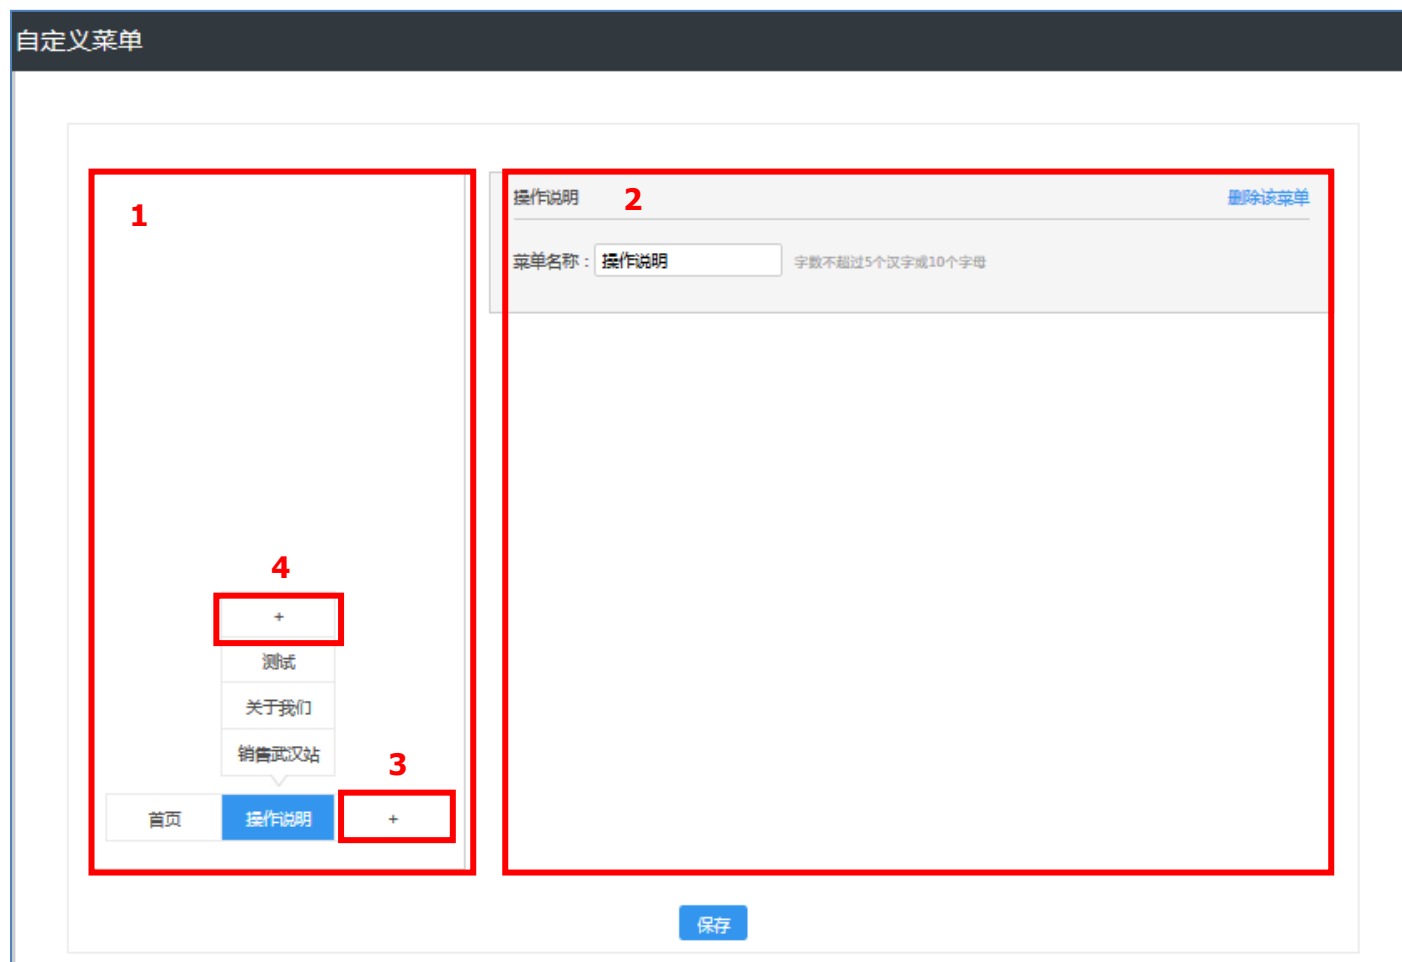 自定义菜单
1
操作说明
2
删除该菜单
菜单名称：
操作说明
字数不超过5个汉字或10个字母
4
+
测试
关于我们
销售武汉站
3
首页
操作说明
+
保存